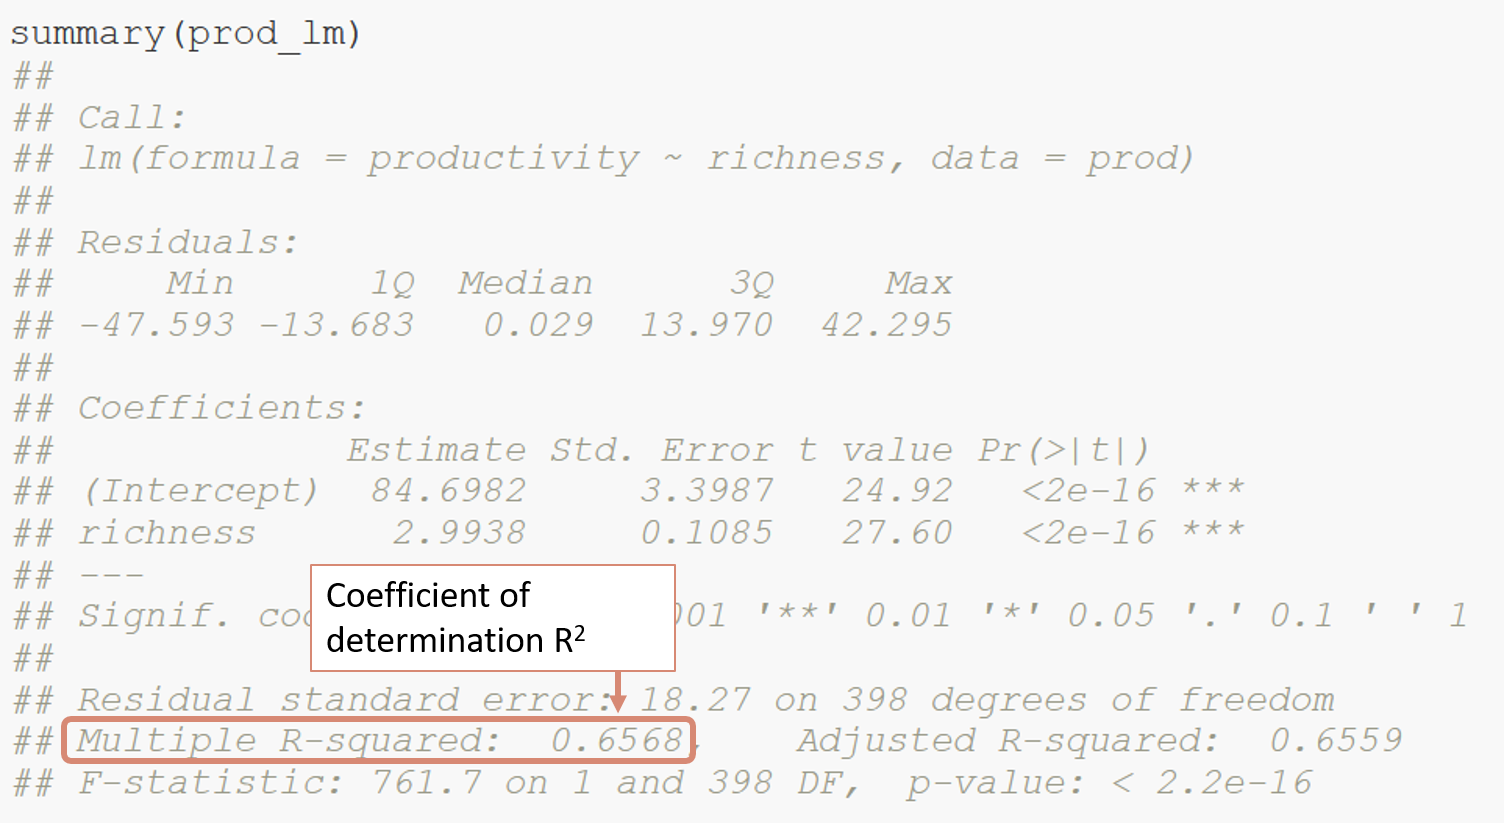 summary(prod_lm)
##
## Call:
## lm(formula = productivity ~ richness, data = prod)
##
## Residuals:
##     Min      1Q  Median      3Q     Max
## -47.593 -13.683   0.029  13.970  42.295
##
## Coefficients:
##             Estimate Std. Error t value Pr(>|t|)
## (Intercept)  84.6982     3.3987   24.92   <2e-16 ***
## richness      2.9938     0.1085   27.60   <2e-16 ***
## ---
Coefficient of
determination R²
## Signif. '**' 0.01 '*' 0.05 '.' 0.1 ' ' 1
##
## Residual standard error: 18.27 on 398 degrees of freedom
## Multiple R-squared:  0.6568,    Adjusted R-squared:  0.6559
## F-statistic: 761.7 on 1 and 398 DF,  p-value: < 2.2e-16